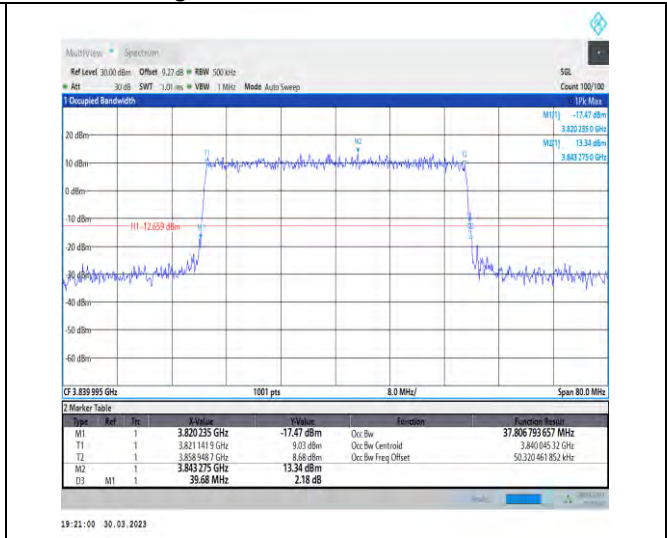 MultiView Spectrum
Ref Level 30.00 dBm Offset 9.27 dB RBW 500 kHz SGL
Att 30 dB SWT 1.01 ms VBW 1 MHz Mode Auto Sweep Count 100/100
1 Occupied Bandwidth 1Pk Max
M1[1] -17.47 dBm
3.820 235 0 GHz
M2[1] 13.34 dBm
3.843 275 0 GHz
20 dBm
M2
T1
T2
10 dBm
0 dBm
-10 dBm
H1 -12.659 dBm
M1
-20 dBm
-30 dBm
-40 dBm
-50 dBm
-60 dBm
CF 3.839 995 GHz 1001 pts 8.0 MHz/ Span 80.0 MHz
2 Marker Table
Type Ref Trc X-Value Y-Value Function Function Result
M1 1 3.820 235 GHz -17.47 dBm Occ Bw 37.806 793 657 MHz
T1 1 3.821 141 9 GHz 9.03 dBm Occ Bw Centroid 3.840 045 32 GHz
T2 1 3.858 948 7 GHz 8.68 dBm Occ Bw Freq Offset 50.320 461 852 kHz
M2 1 3.843 275 GHz 13.34 dBm
D3 M1 1 39.68 MHz 2.18 dB
19:21:00 30.03.2023